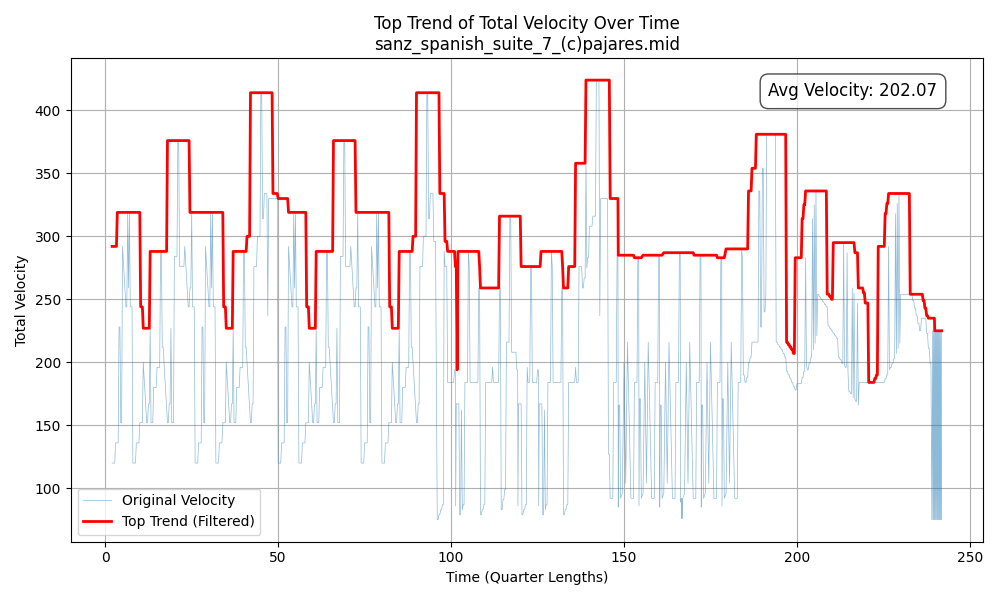 Top Trend of Total Velocity Over Time
sanz_spanish_suite_7_(c)pajares.mid
Avg Velocity: 202.07
Total Velocity
400
350
300
250
200
150
100
Original Velocity
Top Trend (Filtered)
0 50 100 150 200 250
Time (Quarter Lengths)